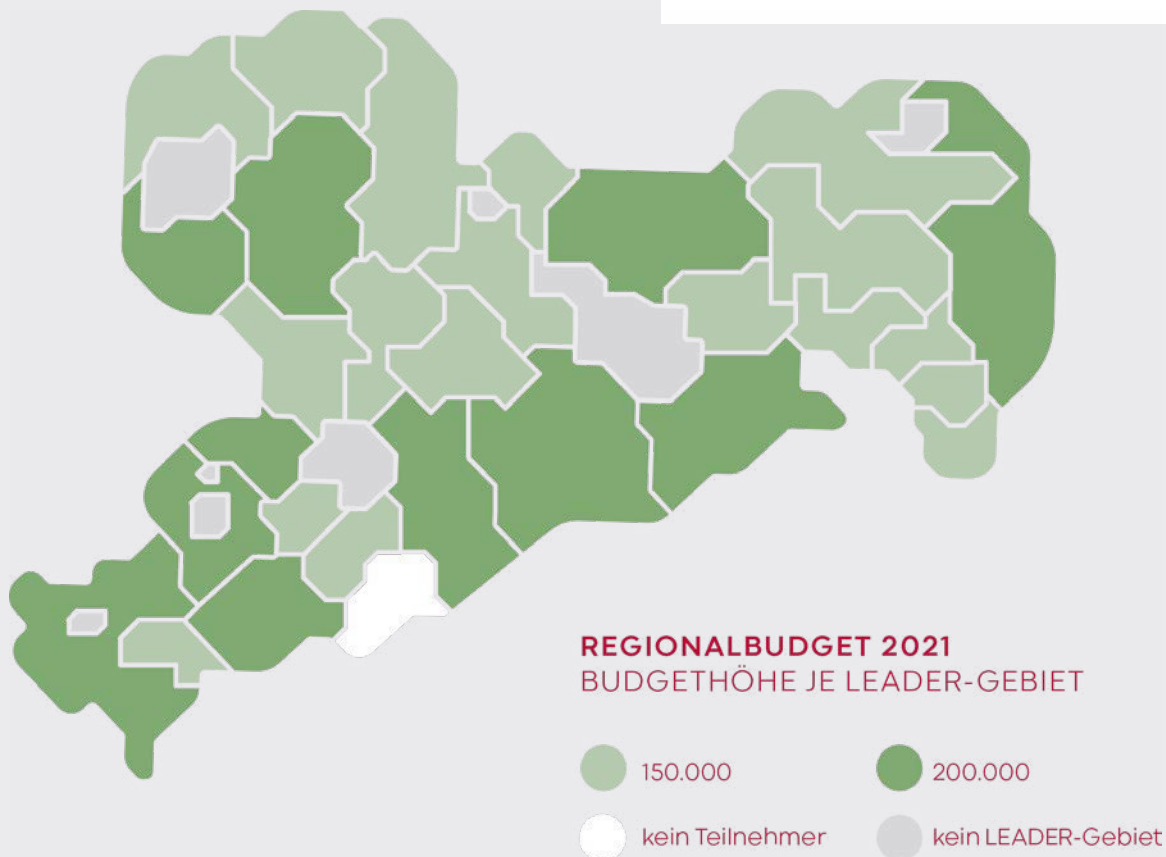 REGIONALBUDGET 2021
BUDGETHÖHE JE LEADER-GEBIET
150.000
200.000
kein Teilnehmer
kein LEADER-Gebiet